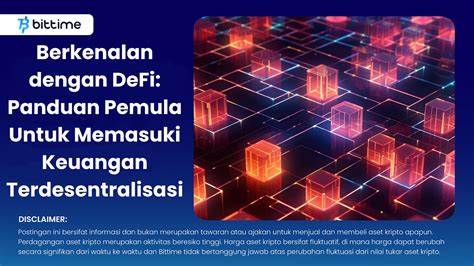 bittime
Berkenalan
dengan DeFi:
Panduan Pemula
Untuk Memasuki
Keuangan
Terdesentralisasi
DISCLAIMER:
Postingan ini bersifat informasi dan bukan merupakan tawaran atau ajakan untuk menjual dan membeli aset kripto apapun.
Perdagangan aset kripto merupakan aktivitas beresiko tinggi. Harga aset kripto bersifat fluktuatif, di mana harga dapat berubah
secara signifikan dari waktu ke waktu dan Bittime tidak bertanggung jawab atas perubahan fluktuasi dari nilai tukar aset kripto.